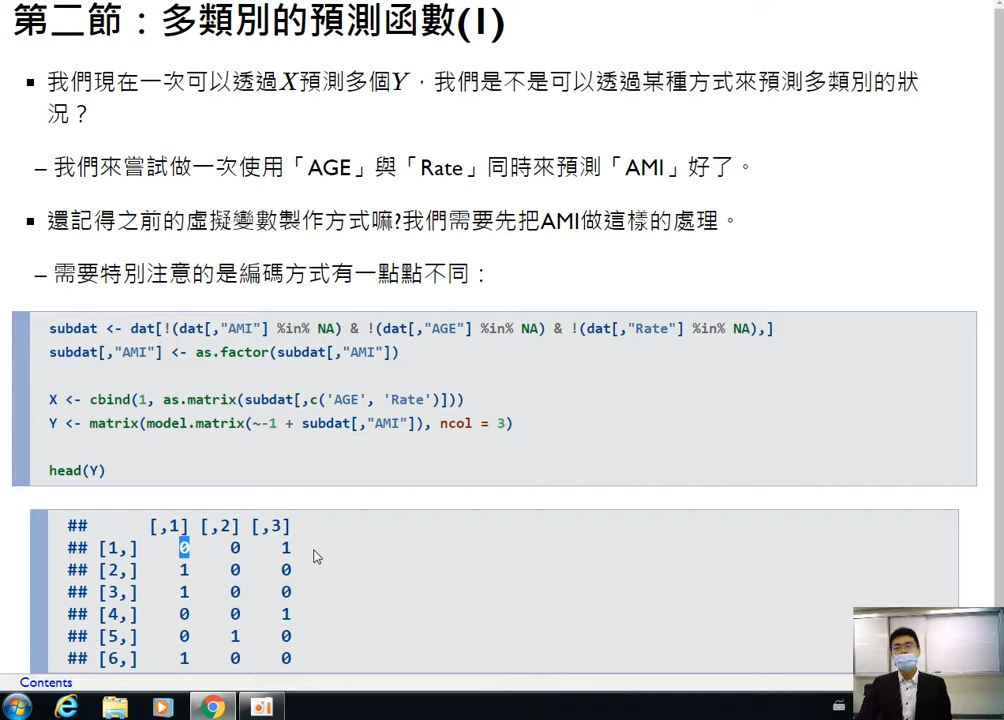 第二節：多類別的預測函數(1)
▪ 我們現在一次可以透過X預測多個Y，我們是不是可以透過某種方式來預測多類別的狀
況？
– 我們來嘗試做一次使用「AGE」與「Rate」同時來預測「AMI」好了。
▪ 還記得之前的虛擬變數製作方式嘛?我們需要先把AMI做這樣的處理。
– 需要特別注意的是編碼方式有一點點不同：
subdat <- dat[!(dat[,"AMI"] %in% NA) & !(dat[,"AGE"] %in% NA) & !(dat[,"Rate"] %in% NA),]
subdat[,"AMI"] <- as.factor(subdat[,"AMI"])
X <- cbind(1, as.matrix(subdat[,c('AGE', 'Rate')]))
Y <- matrix(model.matrix(~-1 + subdat[,"AMI"]), ncol = 3)
head(Y)
## [,1] [,2] [,3]
## [1,] 0 0 1
## [2,] 1 0 0
## [3,] 1 0 0
## [4,] 0 0 1
## [5,] 0 1 0
## [6,] 1 0 0
Contents